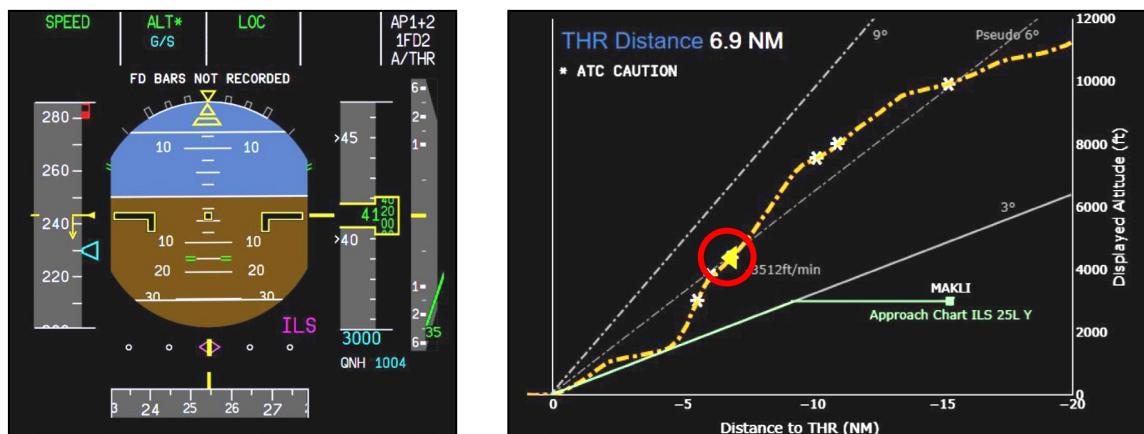 SPEED
ALT*
LOC
AP1+2
G/S
1FD2
A/THR
FD BARS NOT RECORDED
280
260
240
220
10 10
10 10
20 20
30 30
45
40
41
20
00
6
2
1
1
2
6
35
ILS
3000
QNH 1004
24 25 26 27
THR Distance 6.9 NM
* ATC CAUTION
9°
Pseudo 6°
3°
3512ft/min
MAKLI
Approach Chart ILS 25L Y
12000
10000
8000
6000
4000
2000
0
Displayed Altitude (ft)
0 −5 −10 −15 −20
Distance to THR (NM)